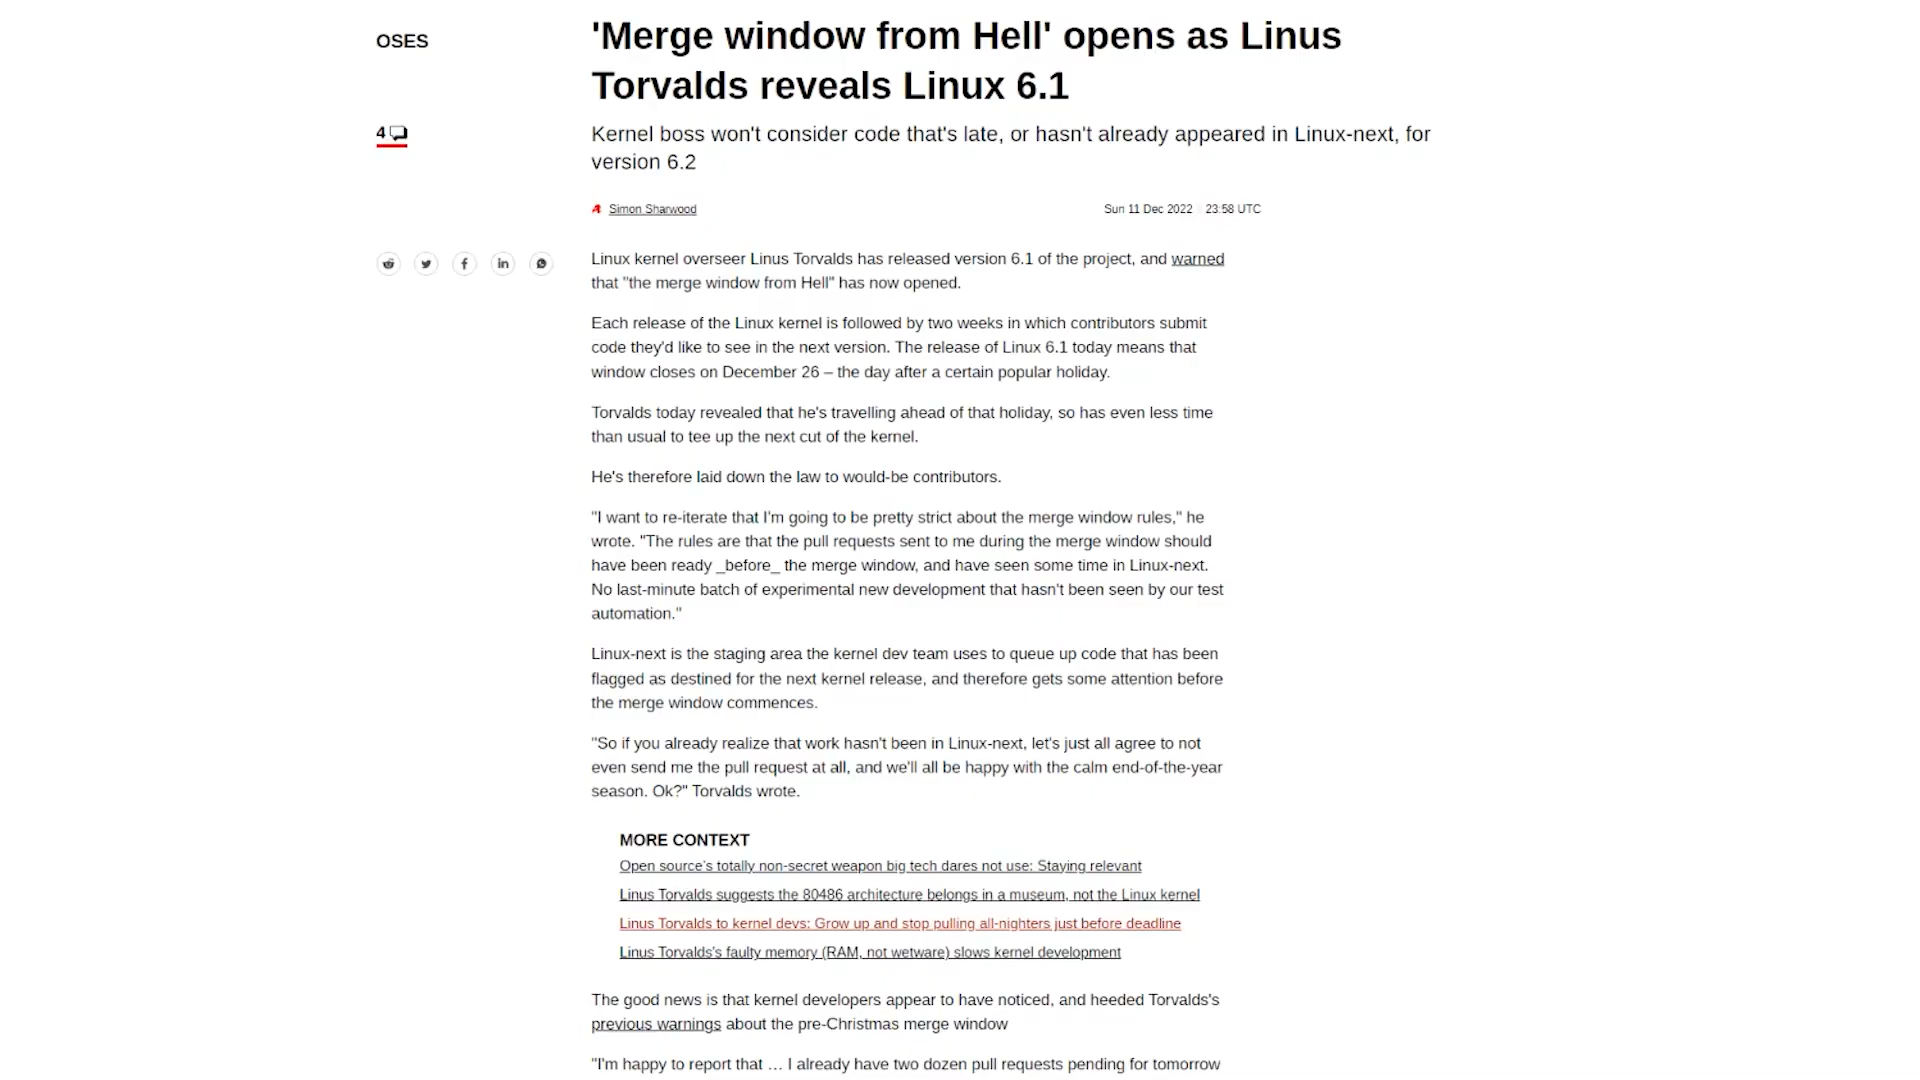 OSES
'Merge window from Hell' opens as Linus
Torvalds reveals Linux 6.1
4
Kernel boss won't consider code that's late, or hasn't already appeared in Linux-next, for
version 6.2
Simon Sharwood
Sun 11 Dec 2022 23:58 UTC
Linux kernel overseer Linus Torvalds has released version 6.1 of the project, and warned
that "the merge window from Hell" has now opened.
Each release of the Linux kernel is followed by two weeks in which contributors submit
code they'd like to see in the next version. The release of Linux 6.1 today means that
window closes on December 26 – the day after a certain popular holiday.
Torvalds today revealed that he's travelling ahead of that holiday, so has even less time
than usual to tee up the next cut of the kernel.
He's therefore laid down the law to would-be contributors.
"I want to re-iterate that I'm going to be pretty strict about the merge window rules," he
wrote. "The rules are that the pull requests sent to me during the merge window should
have been ready _before_ the merge window, and have seen some time in Linux-next.
No last-minute batch of experimental new development that hasn't been seen by our test
automation."
Linux-next is the staging area the kernel dev team uses to queue up code that has been
flagged as destined for the next kernel release, and therefore gets some attention before
the merge window commences.
"So if you already realize that work hasn't been in Linux-next, let's just all agree to not
even send me the pull request at all, and we'll all be happy with the calm end-of-the-year
season. Ok?" Torvalds wrote.
MORE CONTEXT
Open source's totally non-secret weapon big tech dares not use: Staying relevant
Linus Torvalds suggests the 80486 architecture belongs in a museum, not the Linux kernel
Linus Torvalds to kernel devs: Grow up and stop pulling all-nighters just before deadline
Linus Torvalds's faulty memory (RAM, not wetware) slows kernel development
The good news is that kernel developers appear to have noticed, and heeded Torvalds's
previous warnings about the pre-Christmas merge window
"I'm happy to report that … I already have two dozen pull requests pending for tomorrow